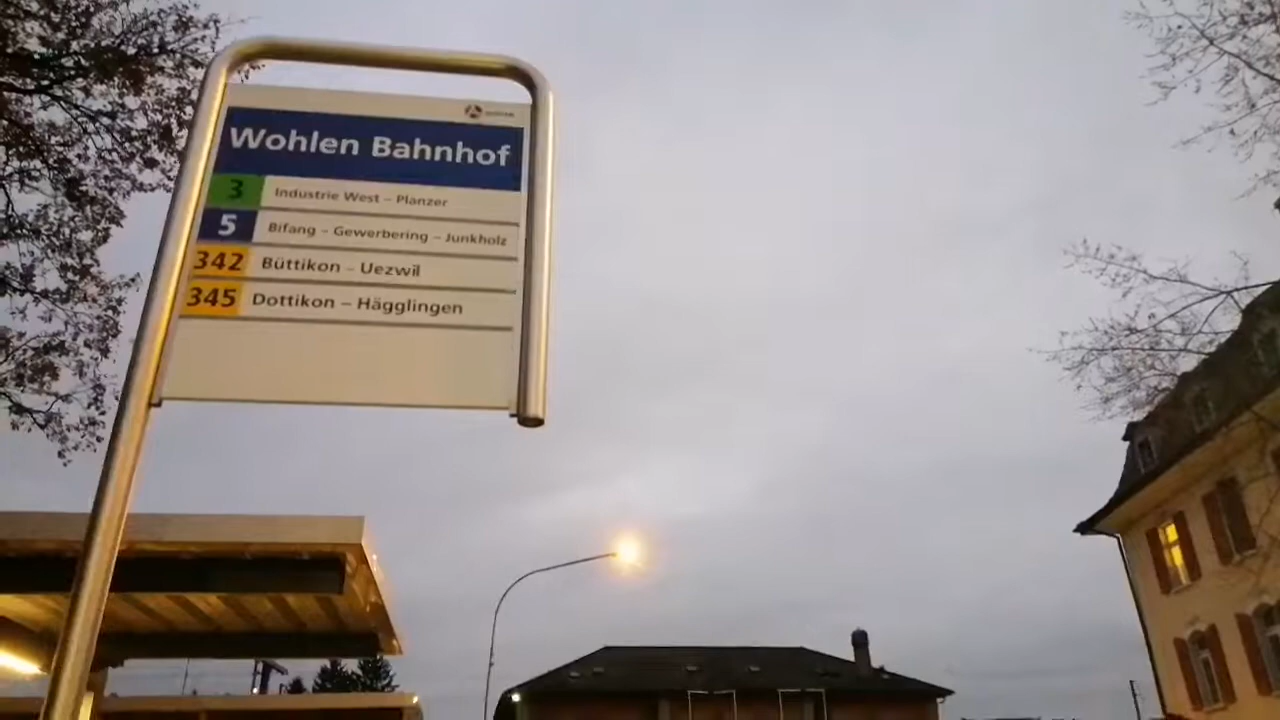 Wohlen Bahnhof
3 Industrie West – Planzer
5 Bifang – Gewerbering – Junkholz
342 Büttikon – Uezwil
345 Dottikon – Hägglingen